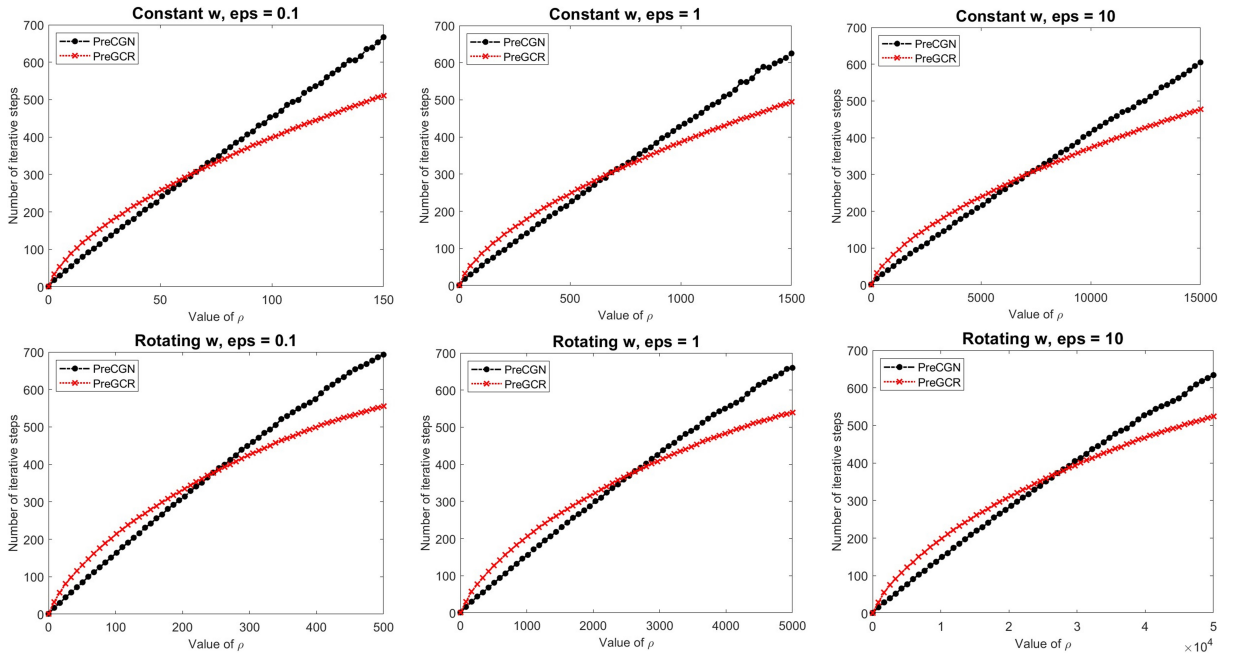 Constant w, eps = 0.1
700
600
500
400
300
200
100
0
Number of iterative steps
PreCGN
PreGCR
0
50
100
150
Value of ρ
Constant w, eps = 1
700
600
500
400
300
200
100
0
Number of iterative steps
PreCGN
PreGCR
0
500
1000
1500
Value of ρ
Constant w, eps = 10
700
600
500
400
300
200
100
0
Number of iterative steps
PreCGN
PreGCR
0
5000
10000
15000
Value of ρ
Rotating w, eps = 0.1
700
600
500
400
300
200
100
0
Number of iterative steps
PreCGN
PreGCR
0
100
200
300
400
500
Value of ρ
Rotating w, eps = 1
700
600
500
400
300
200
100
0
Number of iterative steps
PreCGN
PreGCR
0
1000
2000
3000
4000
5000
Value of ρ
Rotating w, eps = 10
700
600
500
400
300
200
100
0
Number of iterative steps
PreCGN
PreGCR
0
1
2
3
4
5
Value of ρ
×10⁴